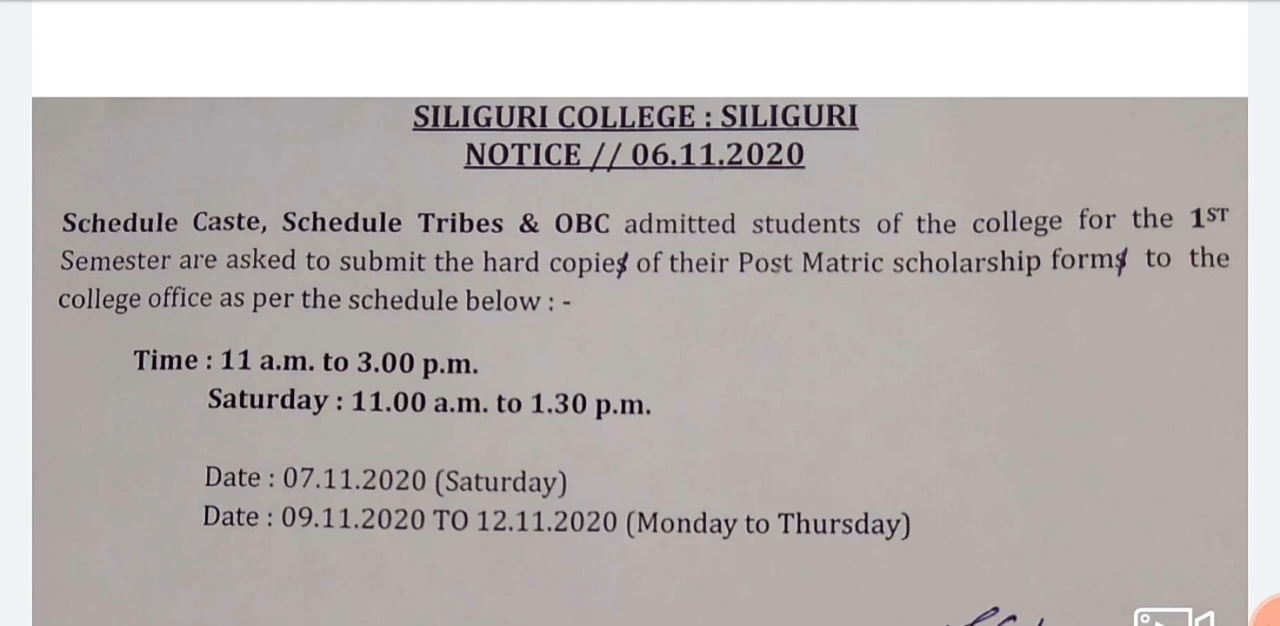 SILIGURI COLLEGE : SILIGURI
NOTICE // 06.11.2020
Schedule Caste, Schedule Tribes & OBC admitted students of the college for the 1ST
Semester are asked to submit the hard copies of their Post Matric scholarship forms to the
college office as per the schedule below : -
Time : 11 a.m. to 3.00 p.m.
Saturday : 11.00 a.m. to 1.30 p.m.
Date : 07.11.2020 (Saturday)
Date : 09.11.2020 TO 12.11.2020 (Monday to Thursday)